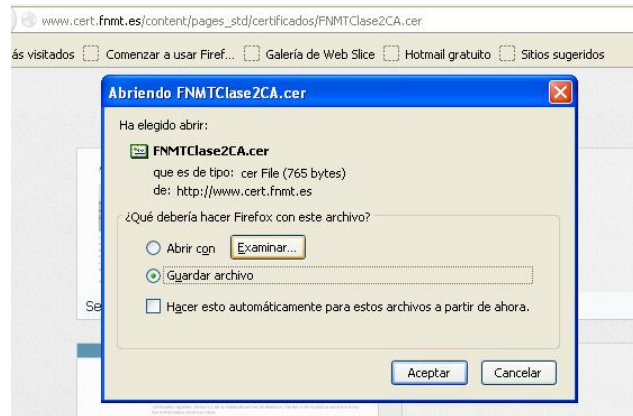 www.cert.fnmt.es/content/pages_std/certificados/FNMTClase2CA.cer
ás visitados Comenzar a usar Firef... Galería de Web Slice Hotmail gratuito Sitios sugeridos
Abriendo FNMTClase2CA.cer
Ha elegido abrir:
FNMTClase2CA.cer
que es de tipo: cer File (765 bytes)
de: http://www.cert.fnmt.es
¿Qué debería hacer Firefox con este archivo?
Abrir con Examinar...
Guardar archivo
Se
Hacer esto automáticamente para estos archivos a partir de ahora.
Aceptar Cancelar